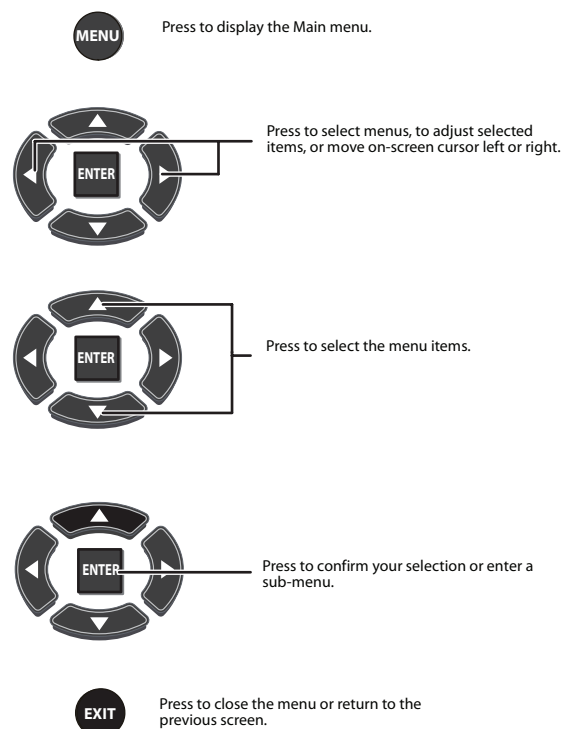 MENU
Press to display the Main menu.
ENTER
Press to select menus, to adjust selected
items, or move on-screen cursor left or right.
ENTER
Press to select the menu items.
ENTER
Press to confirm your selection or enter a
sub-menu.
EXIT
Press to close the menu or return to the
previous screen.